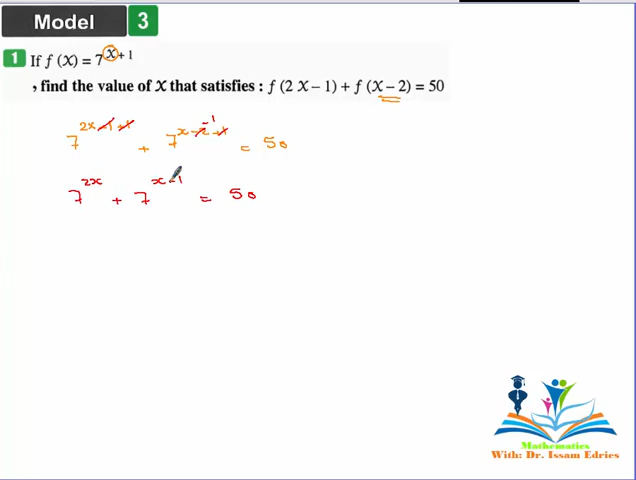 Model 3
1 If f (X) = 7^{X+1}
, find the value of X that satisfies : f (2 X − 1) + f (X − 2) = 50
7^{2x-1+1} + 7^{x-2+1} = 50
-1
7^{2x} + 7^{x-1} = 50
Mathematics
With: Dr. Issam Edries